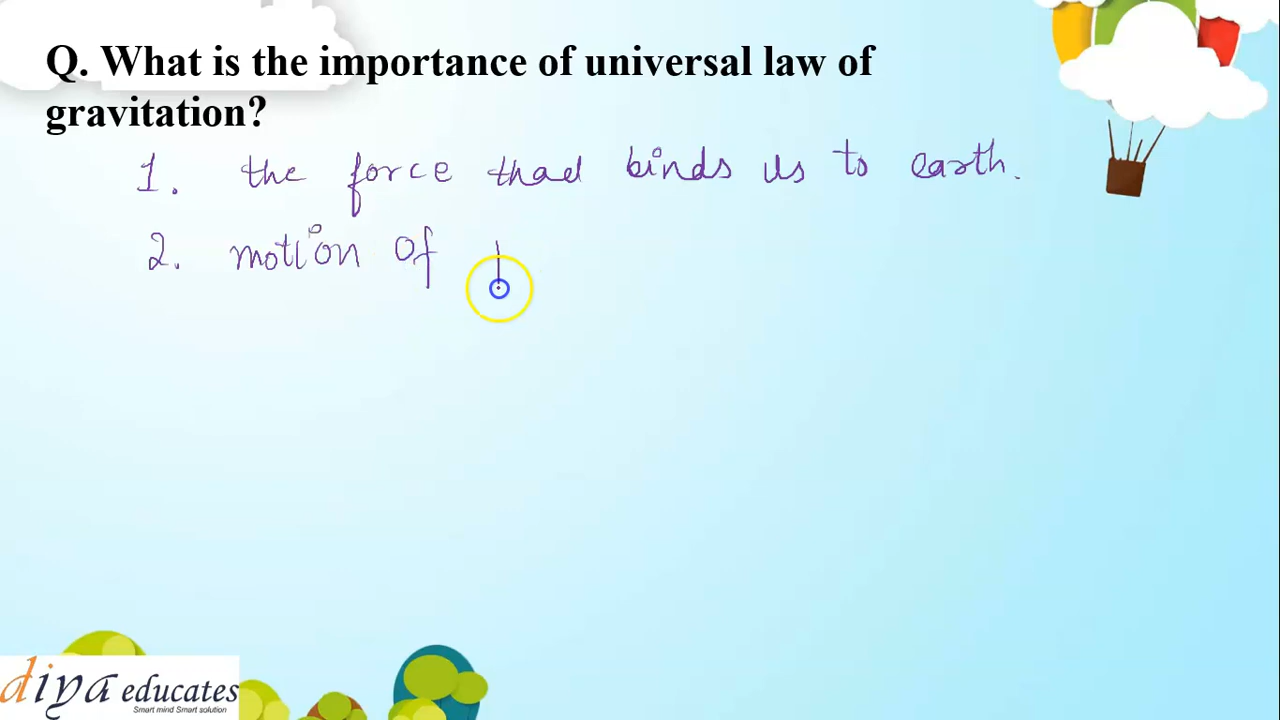 Q. What is the importance of universal law of
gravitation?
1. the force that binds us to earth.
2. motion of
diya educates
Smart mind Smart solution